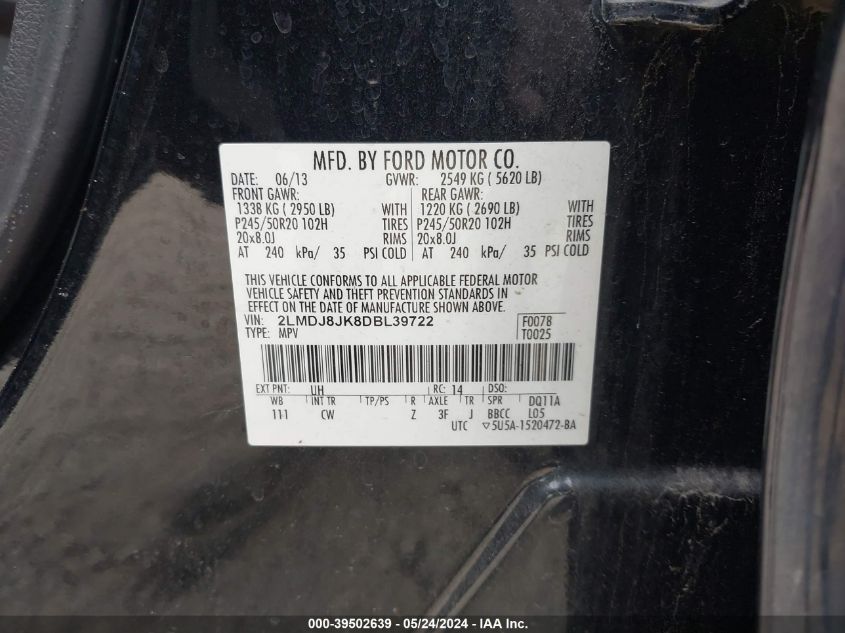 MFD. BY FORD MOTOR CO.
DATE: 06/13 GVWR: 2549 KG ( 5620 LB)
FRONT GAWR: REAR GAWR:
1338 KG ( 2950 LB) WITH 1220 KG ( 2690 LB) WITH
P245/50R20 102H TIRES P245/50R20 102H TIRES
20x8.0J RIMS 20x8.0J RIMS
AT 240 kPa/ 35 PSI COLD AT 240 kPa/ 35 PSI COLD
THIS VEHICLE CONFORMS TO ALL APPLICABLE FEDERAL MOTOR
VEHICLE SAFETY AND THEFT PREVENTION STANDARDS IN
EFFECT ON THE DATE OF MANUFACTURE SHOWN ABOVE.
VIN: 2LMDJ8JK8DBL39722 F0078
TYPE: MPV T0025
EXT PNT: UH RC: 14 DSO:
WB INT TR TP/PS R AXLE TR SPR DQ11A
111 CW Z 3F J BBCC L05
UTC ▽5U5A-1520472-BA
000-39502639 - 05/24/2024 - IAA Inc.